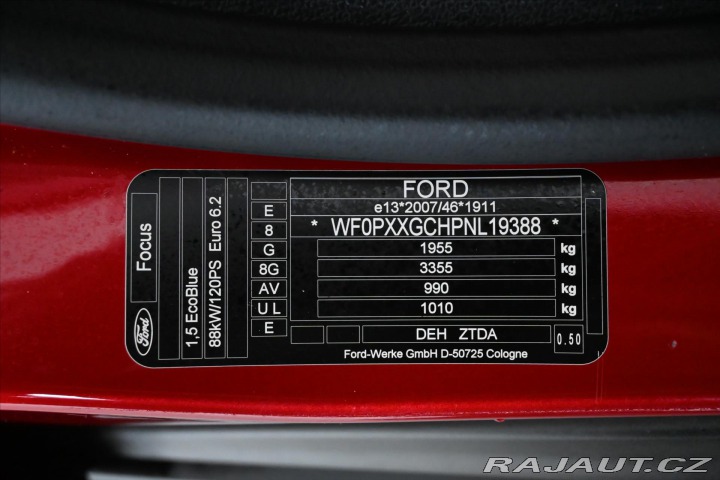 Ford
Focus
1,5 EcoBlue
88kW/120PS Euro 6.2
E
8
G
8G
AV
U L
E
FORD
e13*2007/46*1911
* WF0PXXGCHPNL19388 *
1955 kg
3355 kg
990 kg
1010 kg
DEH ZTDA
0.50
Ford-Werke GmbH D-50725 Cologne
RAJAUT.CZ